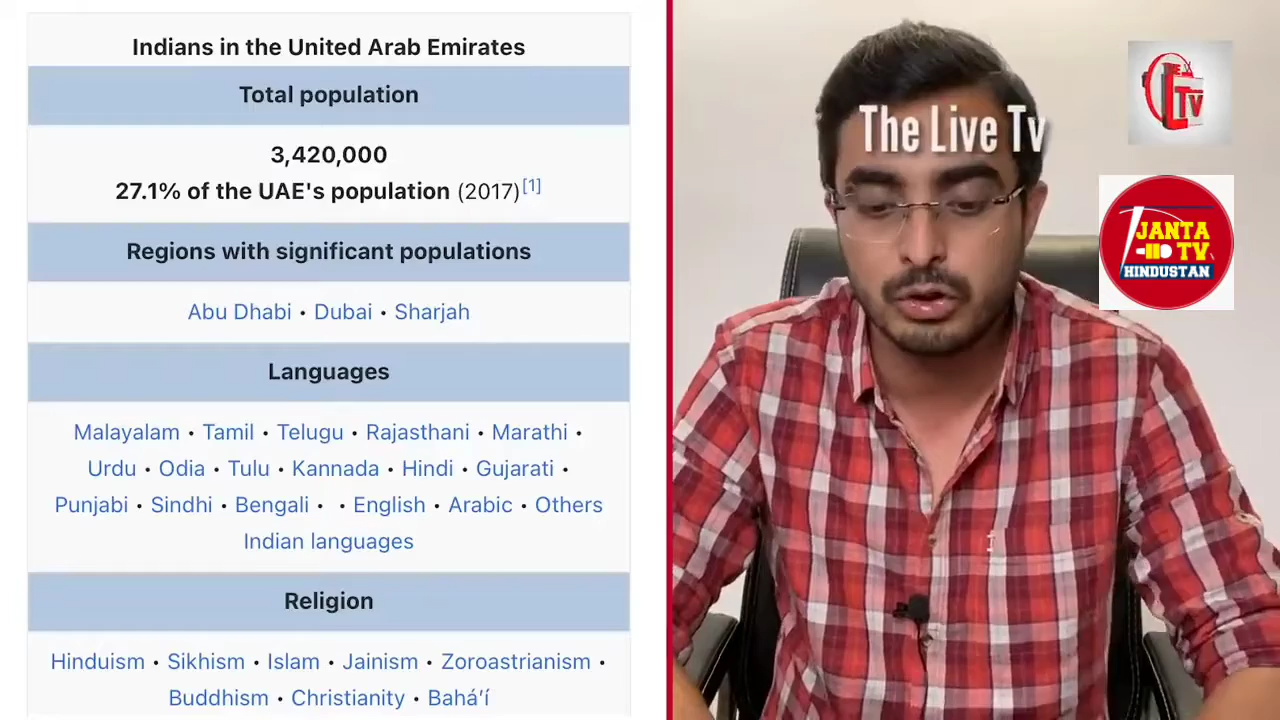 Indians in the United Arab Emirates
Total population
3,420,000
27.1% of the UAE's population (2017)[1]
Regions with significant populations
Abu Dhabi • Dubai • Sharjah
Languages
Malayalam • Tamil • Telugu • Rajasthani • Marathi •
Urdu • Odia • Tulu • Kannada • Hindi • Gujarati •
Punjabi • Sindhi • Bengali • • English • Arabic • Others
Indian languages
Religion
Hinduism • Sikhism • Islam • Jainism • Zoroastrianism •
Buddhism • Christianity • Bahá'í
The Live Tv
THE
TV
JANTA
TV
HINDUSTAN